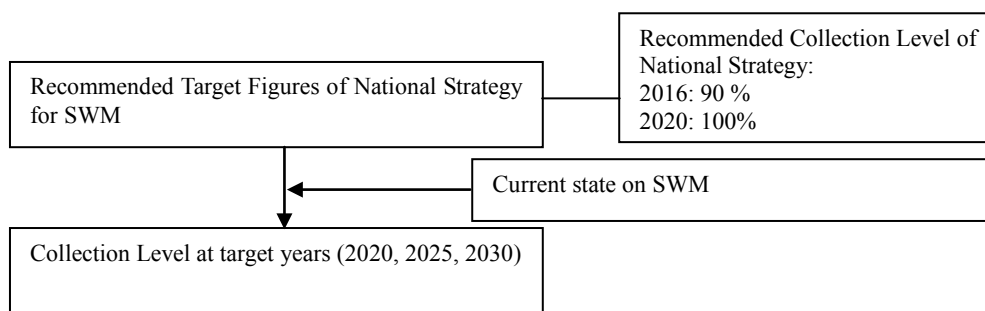 Recommended Collection Level of
National Strategy:
2016: 90 %
2020: 100%
Recommended Target Figures of National Strategy
for SWM
Current state on SWM
Collection Level at target years (2020, 2025, 2030)